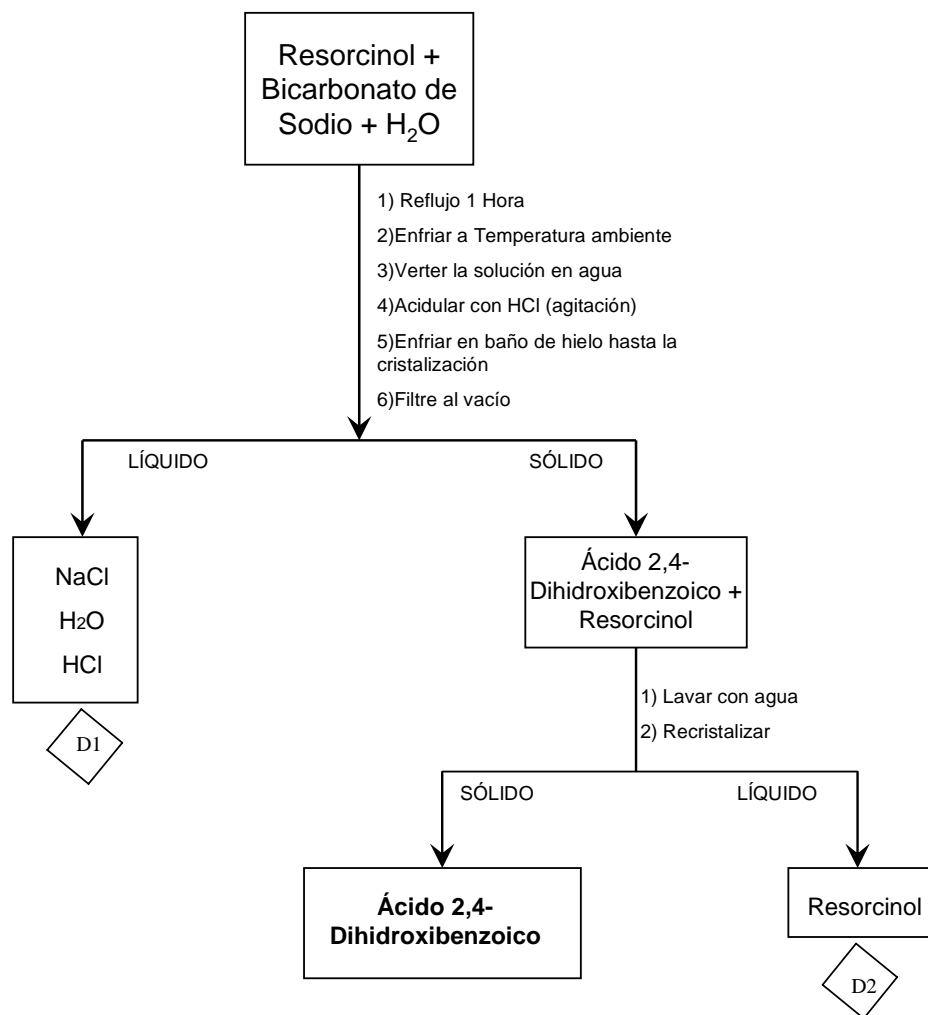 Resorcinol +
Bicarbonato de
Sodio + H₂O
1) Reflujo 1 Hora
2)Enfriar a Temperatura ambiente
3)Verter la solución en agua
4)Acidular con HCl (agitación)
5)Enfriar en baño de hielo hasta la
cristalización
6)Filtre al vacío
LÍQUIDO
SÓLIDO
NaCl
H2O
HCl
D1
Ácido 2,4-
Dihidroxibenzoico +
Resorcinol
1) Lavar con agua
2) Recristalizar
SÓLIDO
LÍQUIDO
Ácido 2,4-
Dihidroxibenzoico
Resorcinol
D2